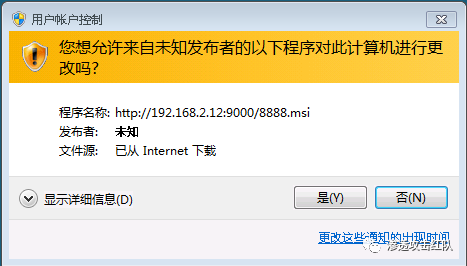 用户帐户控制
您想允许来自未知发布者的以下程序对此计算机进行更
改吗?
程序名称: http://192.168.2.12:9000/8888.msi
发布者: 未知
文件源: 已从 Internet 下载
显示详细信息(D)
是(Y)
否(N)
更改这些通知的出现时间
渗透攻击红队